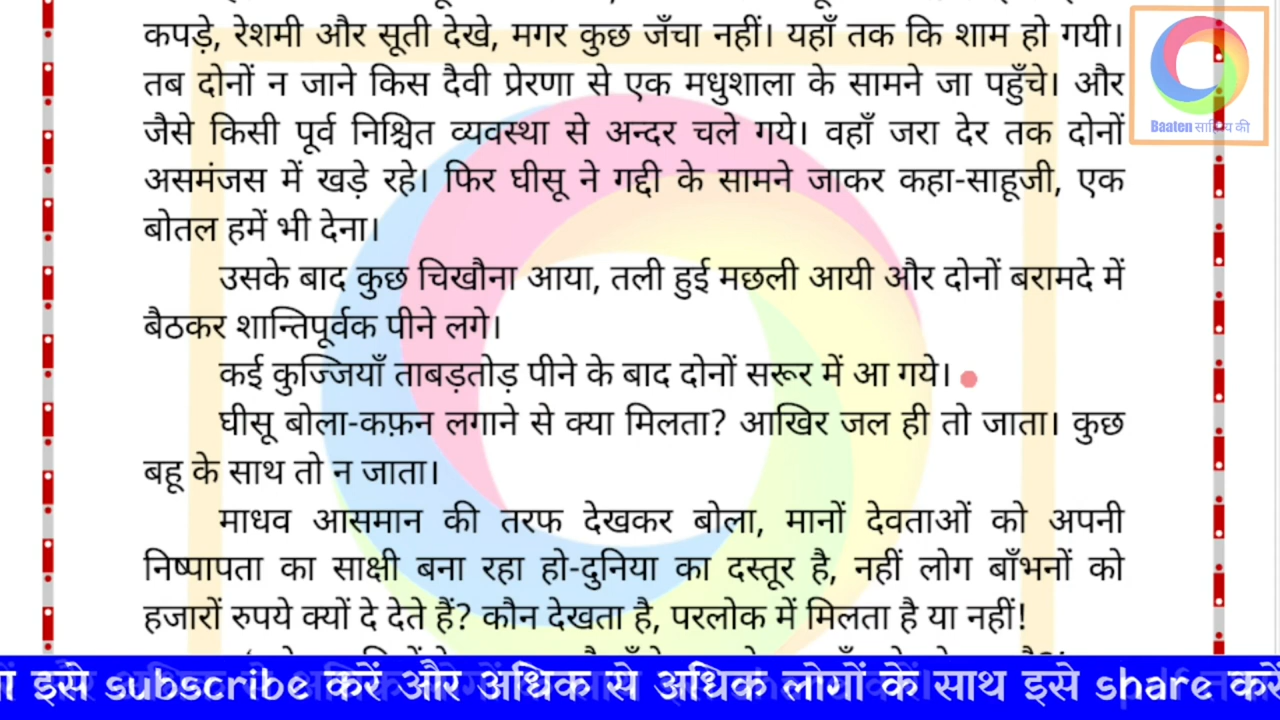 कपड़े, रेशमी और सूती देखे, मगर कुछ जँचा नहीं। यहाँ तक कि शाम हो गयी।
तब दोनों न जाने किस दैवी प्रेरणा से एक मधुशाला के सामने जा पहुँचे। और
जैसे किसी पूर्व निश्चित व्यवस्था से अन्दर चले गये। वहाँ जरा देर तक दोनों
असमंजस में खड़े रहे। फिर घीसू ने गद्दी के सामने जाकर कहा-साहूजी, एक
बोतल हमें भी देना।
उसके बाद कुछ चिखौना आया, तली हुई मछली आयी और दोनों बरामदे में
बैठकर शान्तिपूर्वक पीने लगे।
कई कुज्जियाँ ताबड़तोड़ पीने के बाद दोनों सरूर में आ गये।
घीसू बोला-कफ़न लगाने से क्या मिलता? आखिर जल ही तो जाता। कुछ
बहू के साथ तो न जाता।
माधव आसमान की तरफ देखकर बोला, मानों देवताओं को अपनी
निष्पापता का साक्षी बना रहा हो-दुनिया का दस्तूर है, नहीं लोग बाँभनों को
हजारों रुपये क्यों दे देते हैं? कौन देखता है, परलोक में मिलता है या नहीं!
Baaten साहित्य की
इसे subscribe करें और अधिक से अधिक लोगों के साथ इसे share करें